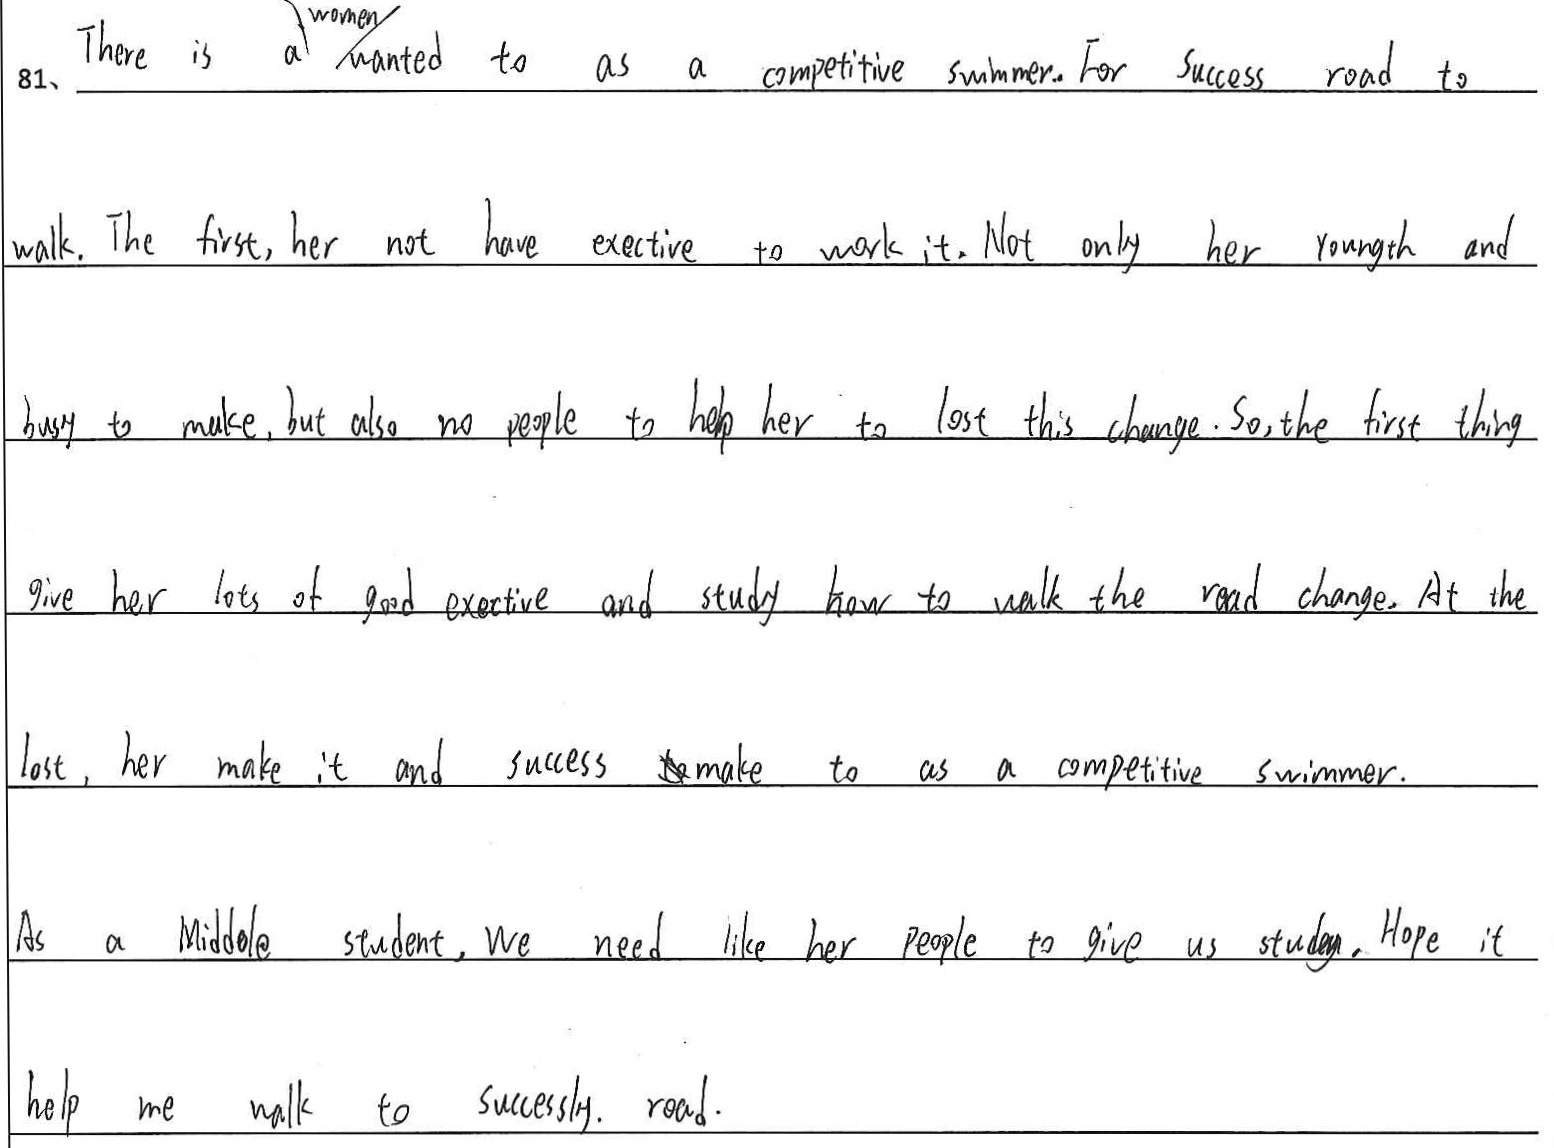 81、There is a women wanted to as a competitive swimmer. For success road to
walk. The first, her not have exective to work it. Not only her youngth and
busy to make, but also no people to help her to lost this change. So, the first thing
give her lots of good exective and study how to walk the road change. At the
lost, her make it and success make to as a competitive swimmer.
As a Middle student, We need like her people to give us . Hope it
help me walk to successly. road.